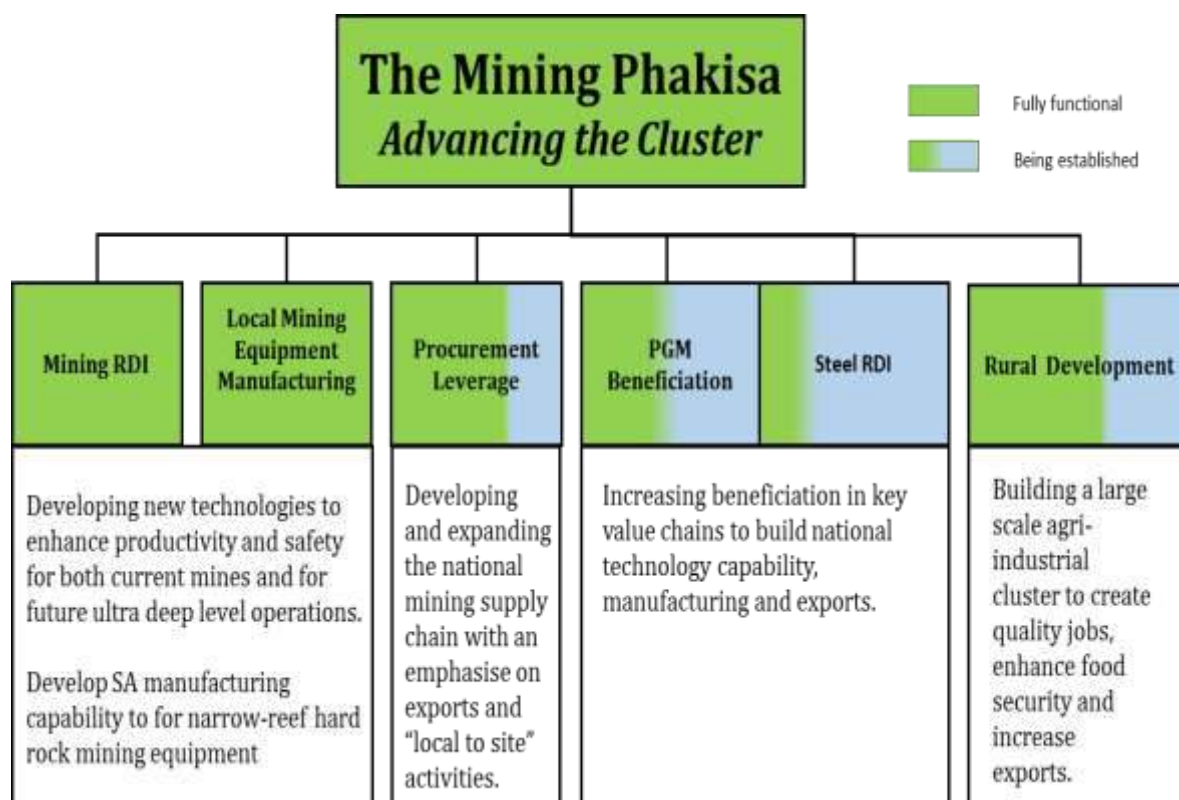 The Mining Phakisa
Advancing the Cluster
Fully functional
Being established
Mining RDI
Local Mining
Equipment
Manufacturing
Procurement
Leverage
PGM
Beneficiation
Steel RDI
Rural Development
Developing new technologies to
enhance productivity and safety
for both current mines and for
future ultra deep level operations.
Develop SA manufacturing
capability to for narrow-reef hard
rock mining equipment
Developing
and expanding
the national
mining supply
chain with an
emphasise on
exports and
“local to site”
activities.
Increasing beneficiation in key
value chains to build national
technology capability,
manufacturing and exports.
Building a large
scale agri-
industrial
cluster to create
quality jobs,
enhance food
security and
increase
exports.